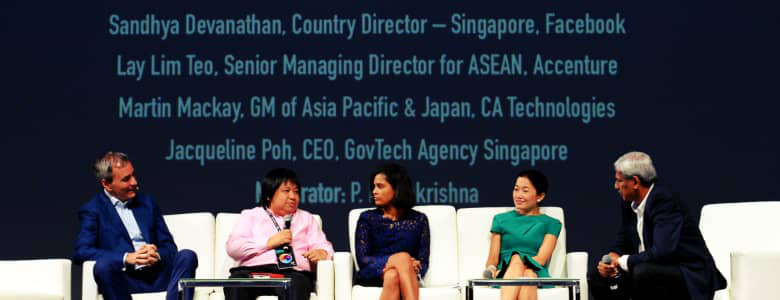 Sandhya Devanathan, Country Director – Singapore, Facebook
Lay Lim Teo, Senior Managing Director for ASEAN, Accenture
Martin Mackay, GM of Asia Pacific & Japan, CA Technologies
Jacqueline Poh, CEO, GovTech Agency Singapore
P.